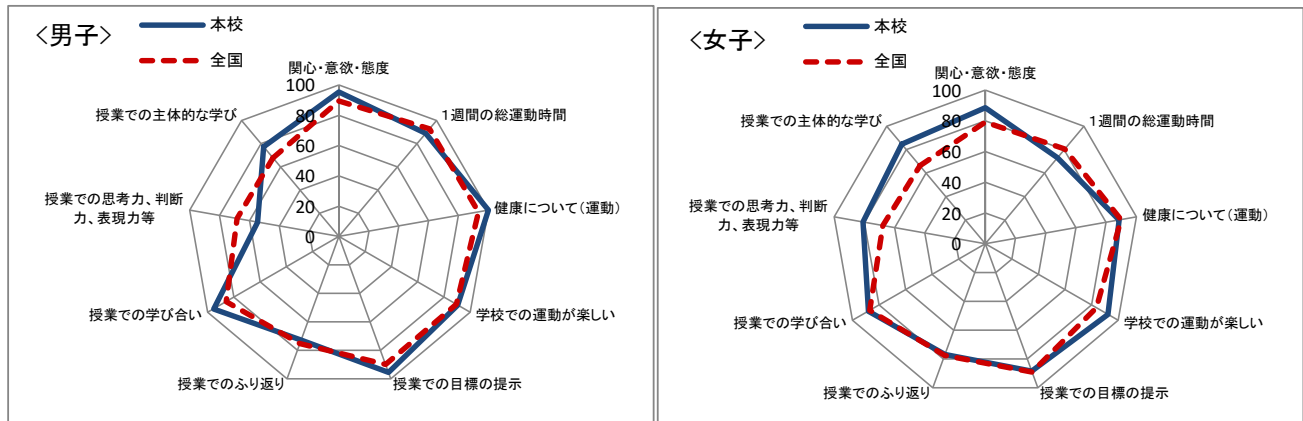 <男子>
本校
全国
関心・意欲・態度
1週間の総運動時間
健康について(運動)
学校での運動が楽しい
授業での目標の提示
授業でのふり返り
授業での学び合い
授業での思考力、判断
力、表現力等
授業での主体的な学び
100
80
60
40
20
0
<女子>
本校
全国
関心・意欲・態度
1週間の総運動時間
健康について(運動)
学校での運動が楽しい
授業での目標の提示
授業でのふり返り
授業での学び合い
授業での思考力、判断
力、表現力等
授業での主体的な学び
100
80
60
40
20
0